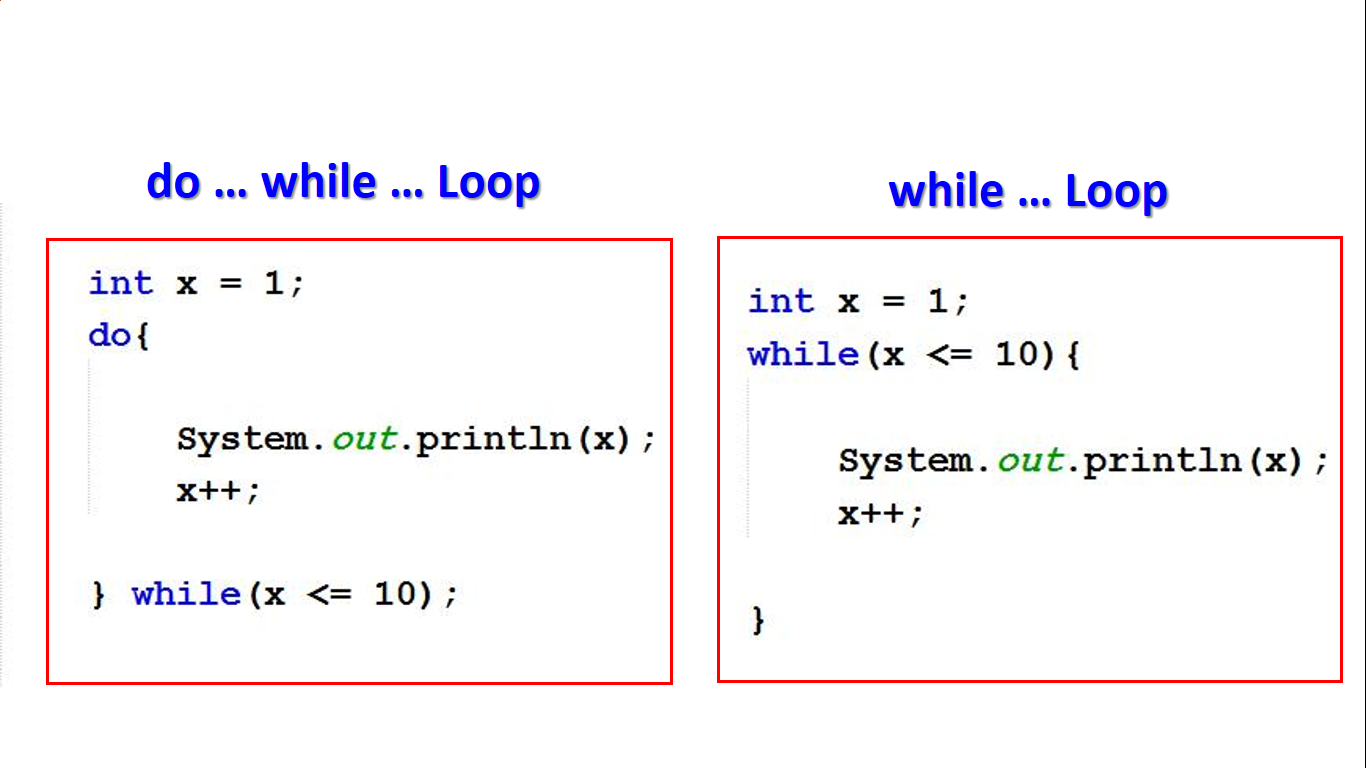 do … while … Loop
int x = 1;
do{
System.out.println(x);
x++;
} while(x <= 10);
while … Loop
int x = 1;
while(x <= 10){
System.out.println(x);
x++;
}